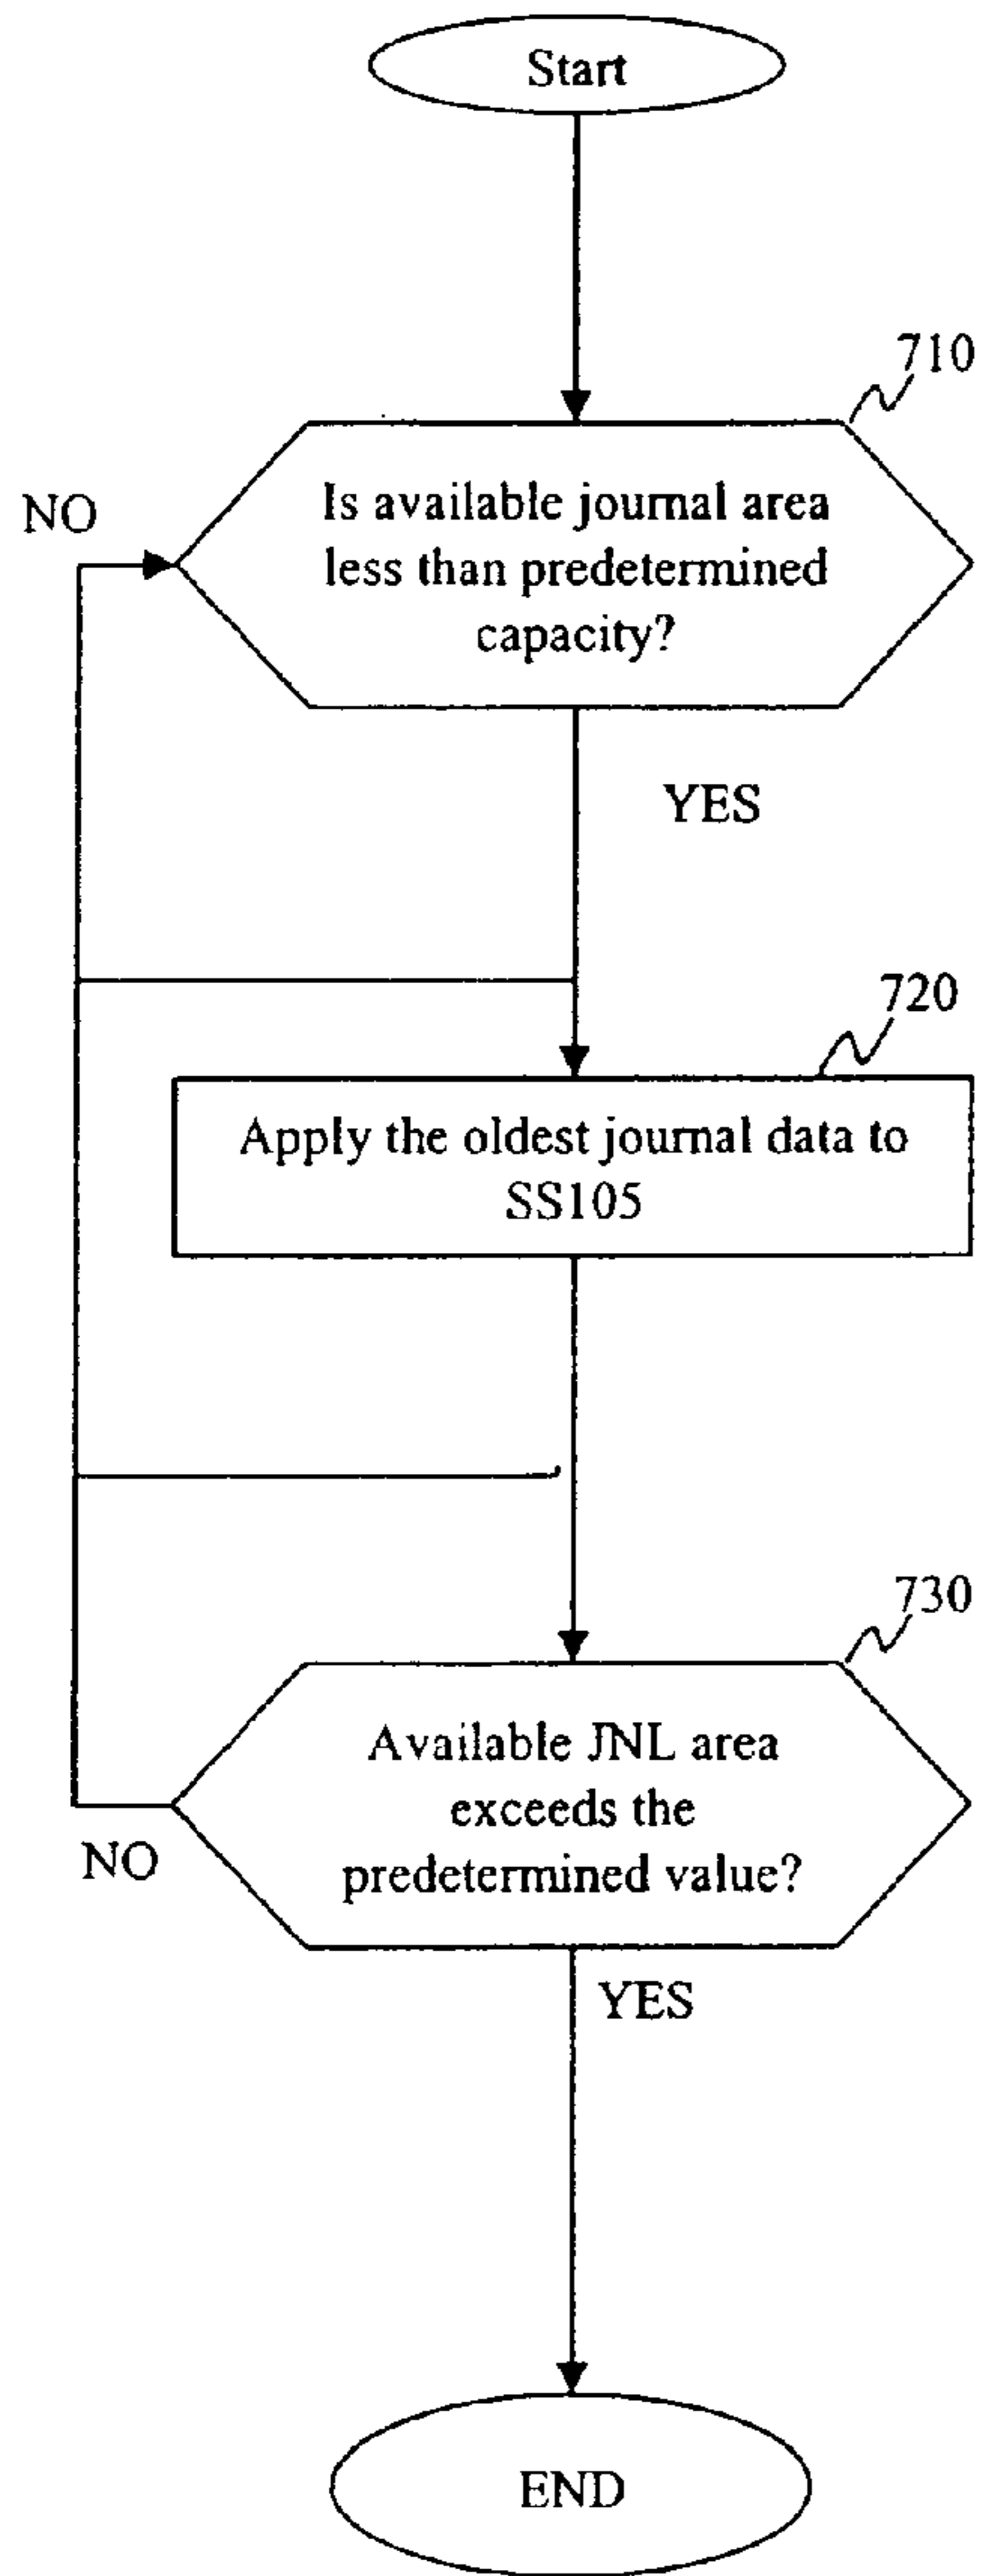 Start
710
NO
Is available journal area
less than predetermined
capacity?
YES
720
Apply the oldest journal data to
SS105
730
Available JNL area
exceeds the
predetermined value?
NO
YES
END